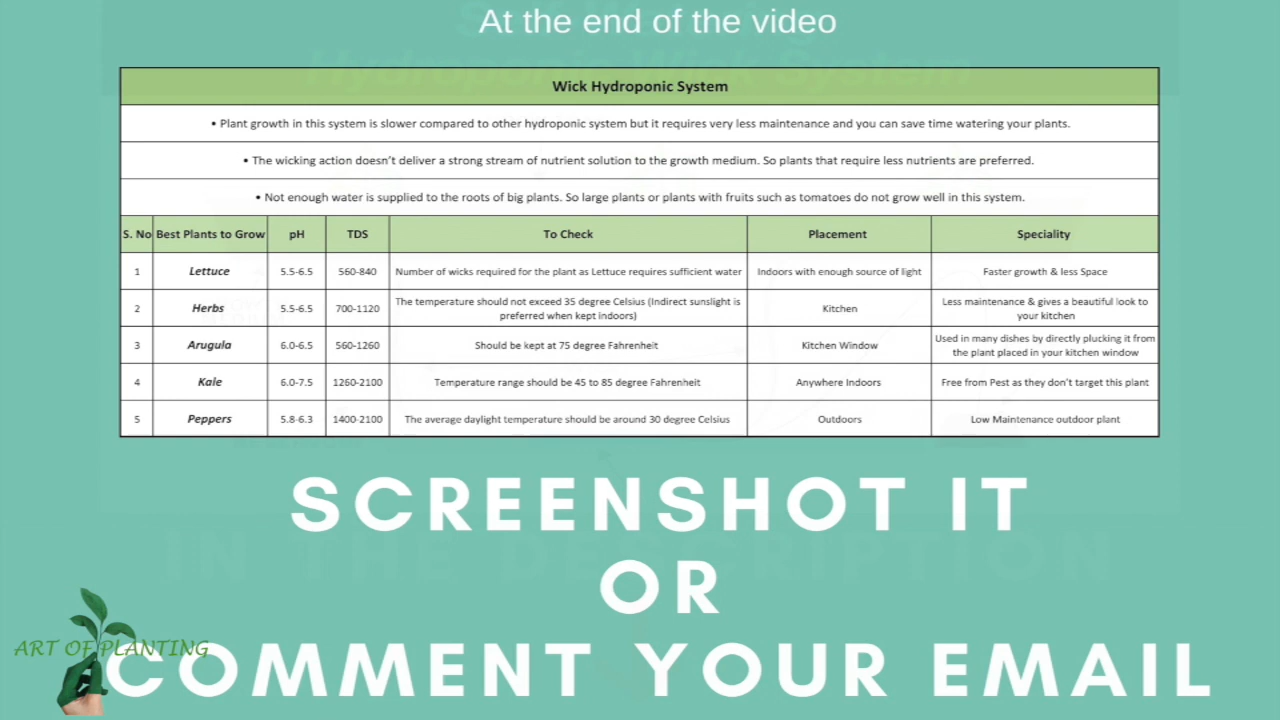 At the end of the video
Wick Hydroponic System
• Plant growth in this system is slower compared to other hydroponic system but it requires very less maintenance and you can save time watering your plants.
• The wicking action doesn't deliver a strong stream of nutrient solution to the growth medium. So plants that require less nutrients are preferred.
• Not enough water is supplied to the roots of big plants. So large plants or plants with fruits such as tomatoes do not grow well in this system.
S. No Best Plants to Grow pH TDS To Check Placement Speciality
1 Lettuce 5.5-6.5 560-840 Number of wicks required for the plant as Lettuce requires sufficient water Indoors with enough source of light Faster growth & less Space
2 Herbs 5.5-6.5 700-1120 The temperature should not exceed 35 degree Celsius (Indirect sunslight is preferred when kept indoors) Kitchen Less maintenance & gives a beautiful look to your kitchen
3 Arugula 6.0-6.5 560-1260 Should be kept at 75 degree Fahrenheit Kitchen Window Used in many dishes by directly plucking it from the plant placed in your kitchen window
4 Kale 6.0-7.5 1260-2100 Temperature range should be 45 to 85 degree Fahrenheit Anywhere Indoors Free from Pest as they don't target this plant
5 Peppers 5.8-6.3 1400-2100 The average daylight temperature should be around 30 degree Celsius Outdoors Low Maintenance outdoor plant
SCREENSHOT IT
IN THE DESCRIPTION
OR
ART OF PLANTING
COMMENT YOUR EMAIL